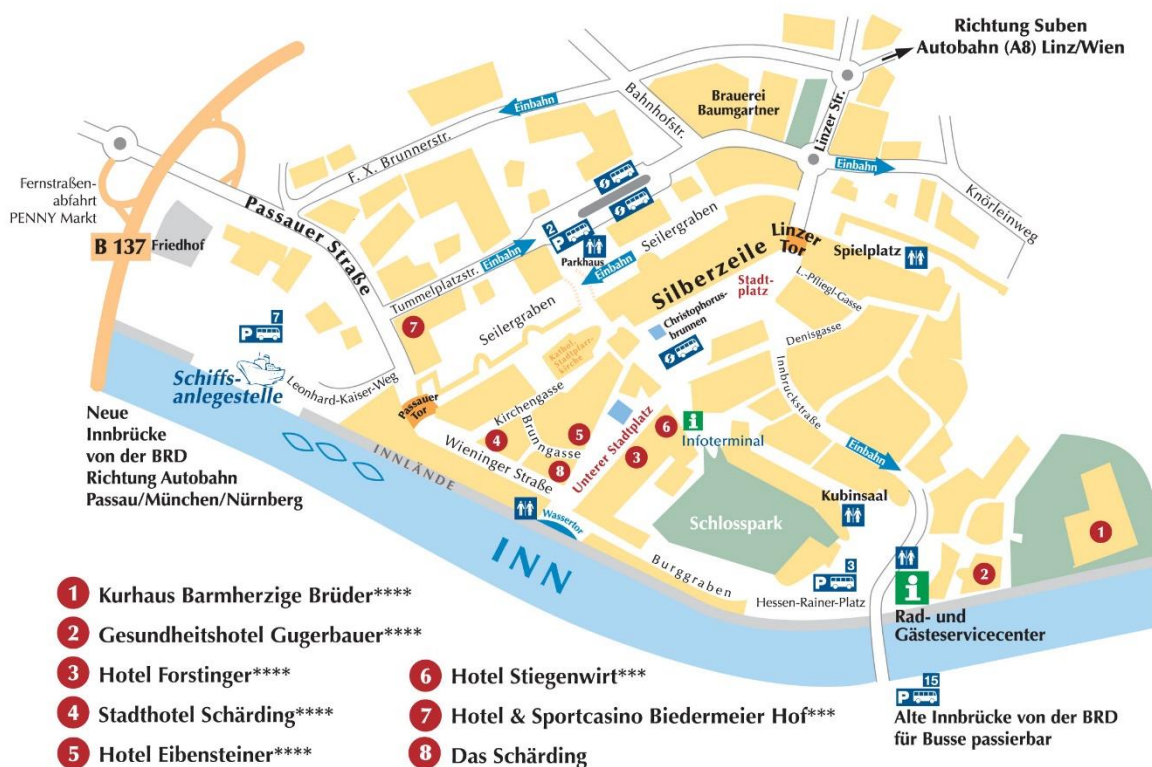 Richtung Suben
Autobahn (A8) Linz/Wien
Brauerei
Baumgartner
Linzer Str.
Bahnhofstr.
Einbahn
F. X. Brunnerstr.
Einbahn
Knörleinweg
Fernstraßen-
abfahrt
PENNY Markt
B 137
Friedhof
Passauer Straße
2
P
Parkhaus
Einbahn
Tummelplatzstr.
Seilergraben
Einbahn
Silberzeile
Linzer
Tor
Spielplatz
Stadt-
platz
L.-Pfliegl-Gasse
Christophorus-
brunnen
Denisgasse
Innbruckstraße
7
P
7
Seilergraben
Kathol.
Stadtpfarr-
kirche
Schiffs-
anlegestelle
Leonhard-Kaiser-Weg
Passauer
Tor
Kirchengasse
Brunngasse
4
5
8
6
3
Unterer Stadtplatz
i
Infoterminal
Einbahn
Wieninger Straße
Neue
Innbrücke
von der BRD
Richtung Autobahn
Passau/München/Nürnberg
INNLÄNDE
Wassertor
INN
Schlosspark
Kubinsaal
Burggraben
3
P
Hessen-Rainer-Platz
1
2
i
Rad- und
Gästeservicecenter
15
P
Alte Innbrücke von der BRD
für Busse passierbar
1 Kurhaus Barmherzige Brüder****
2 Gesundheitshotel Gugerbauer****
3 Hotel Forstinger****
4 Stadthotel Schärding****
5 Hotel Eibensteiner****
6 Hotel Stiegenwirt***
7 Hotel & Sportcasino Biedermeier Hof***
8 Das Schärding